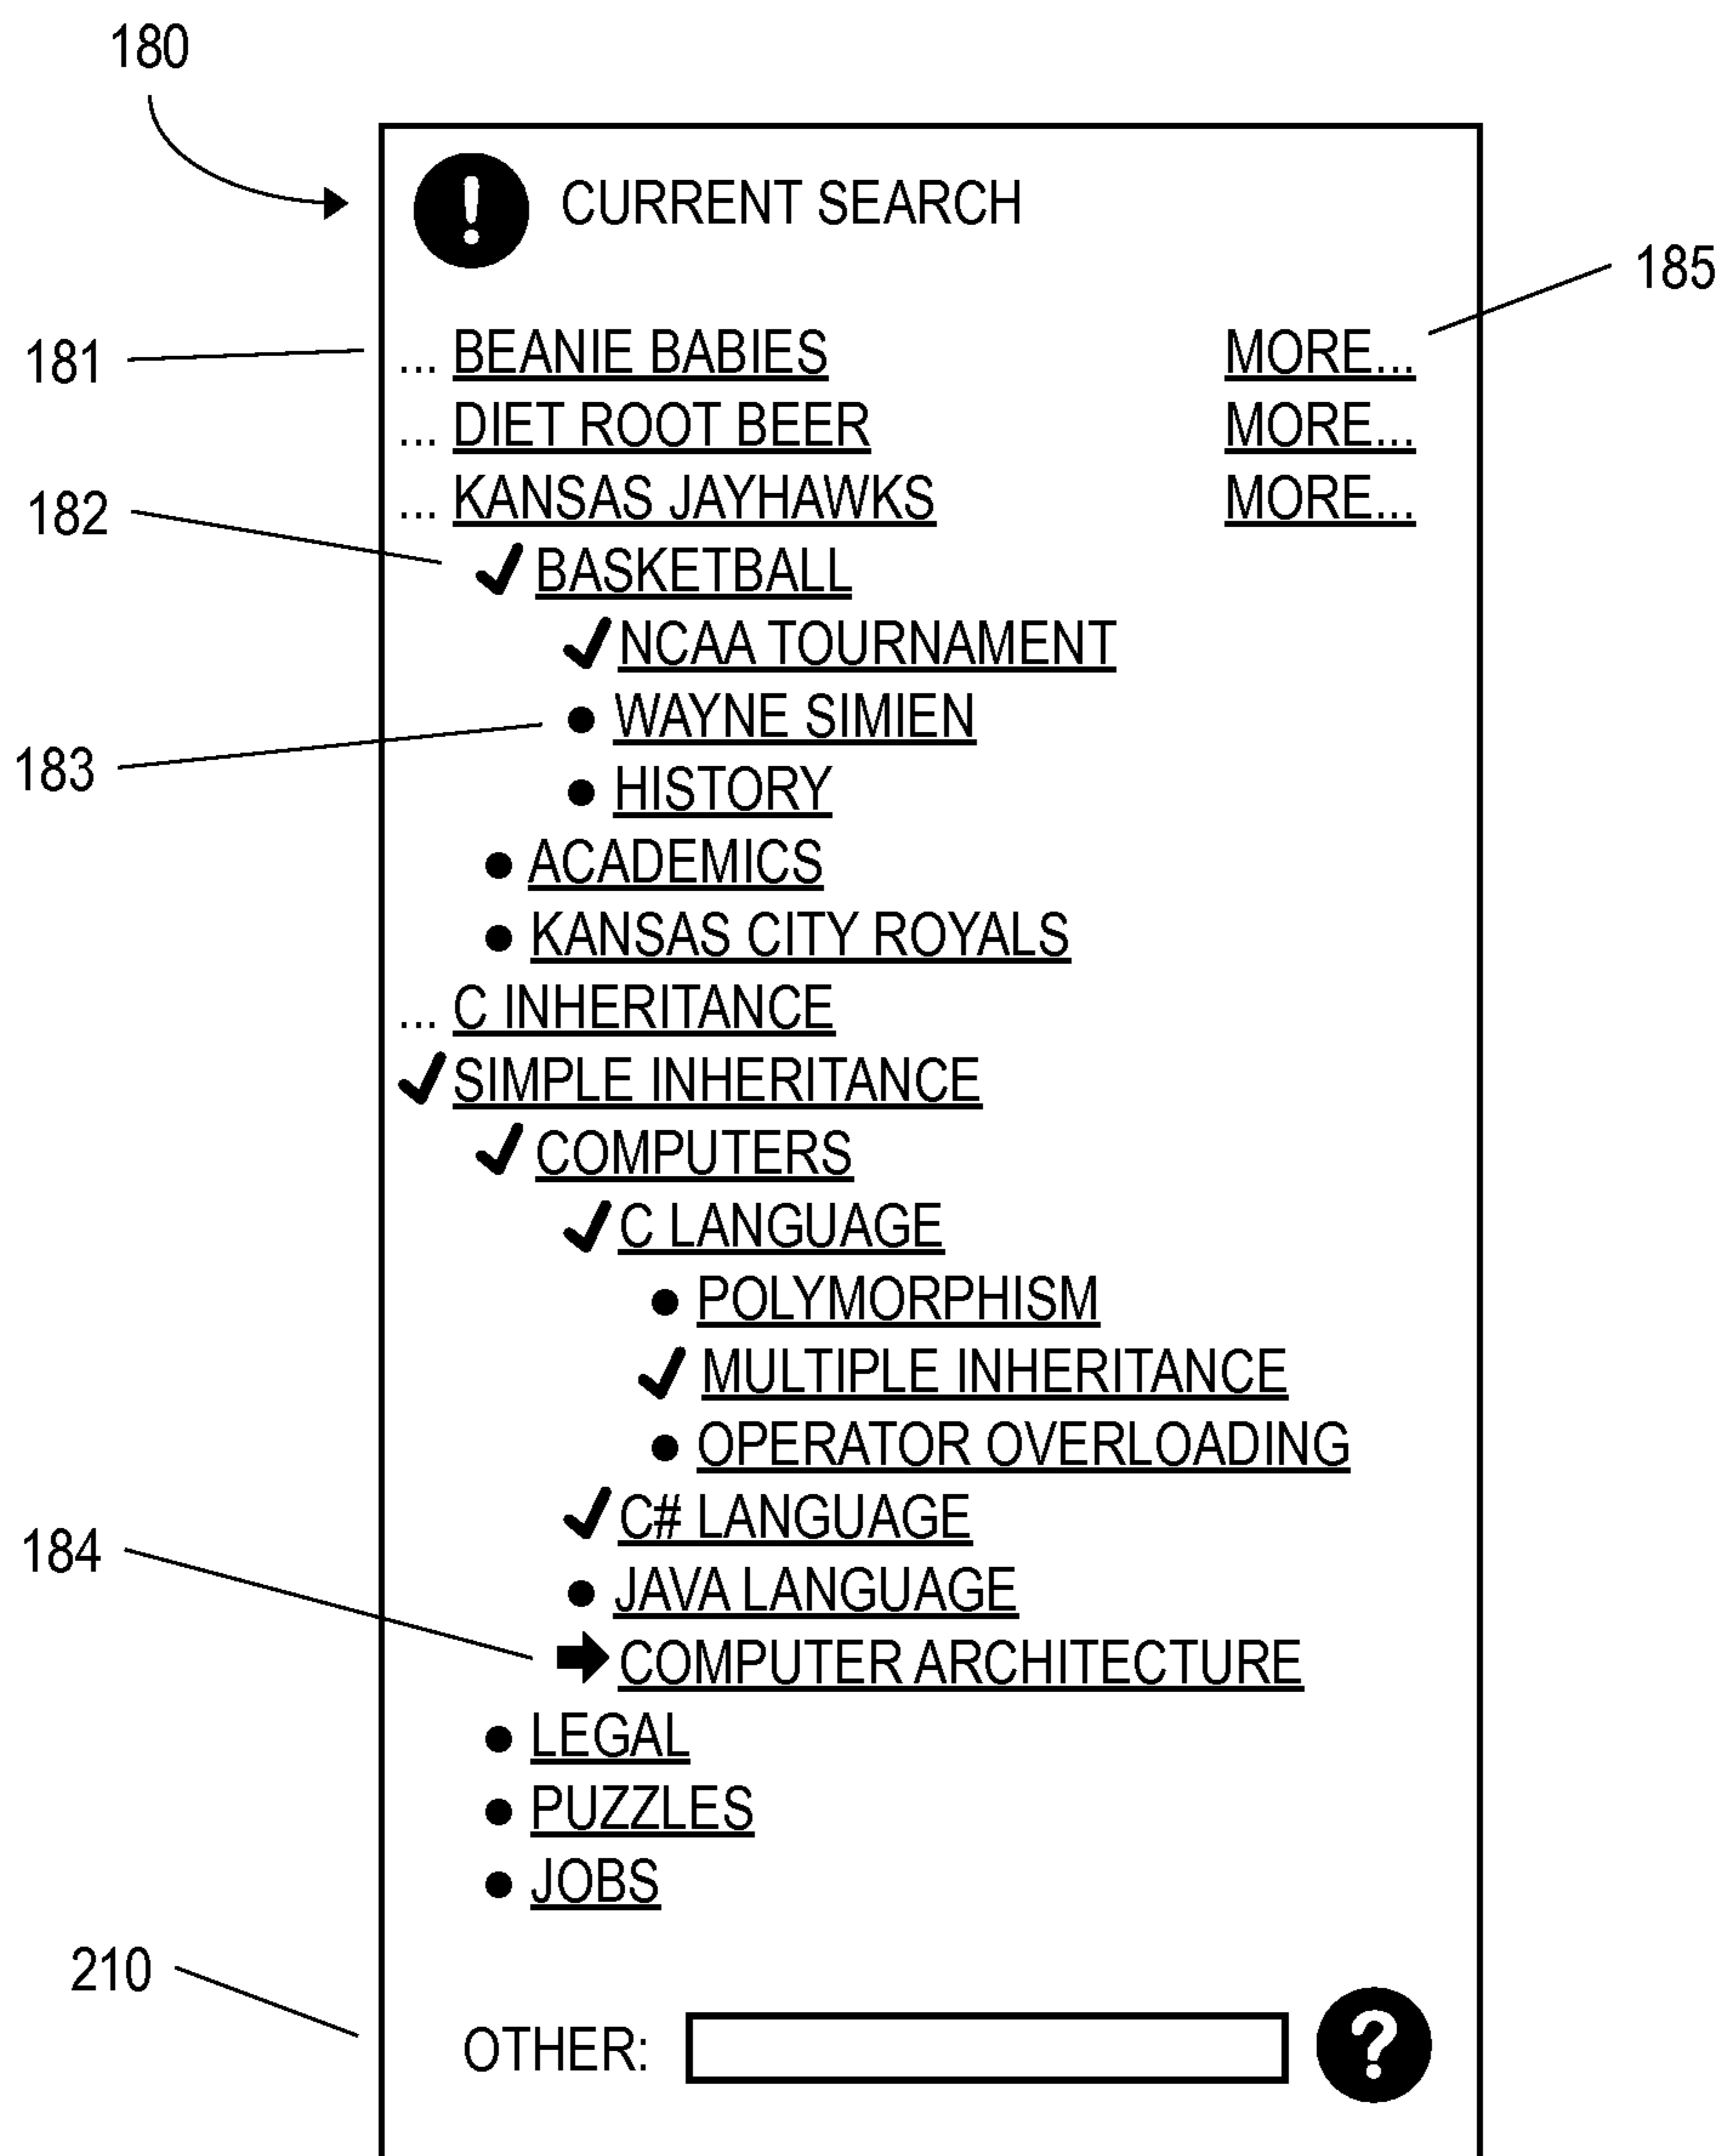 180
! CURRENT SEARCH
185
181 ... BEANIE BABIES MORE...
... DIET ROOT BEER MORE...
182 ... KANSAS JAYHAWKS MORE...
✔ BASKETBALL
✔ NCAA TOURNAMENT
● WAYNE SIMIEN
183 ● HISTORY
● ACADEMICS
● KANSAS CITY ROYALS
... C INHERITANCE
✔ SIMPLE INHERITANCE
✔ COMPUTERS
✔ C LANGUAGE
● POLYMORPHISM
✔ MULTIPLE INHERITANCE
● OPERATOR OVERLOADING
✔ C# LANGUAGE
184 ● JAVA LANGUAGE
➡ COMPUTER ARCHITECTURE
● LEGAL
● PUZZLES
● JOBS
210
OTHER: ?